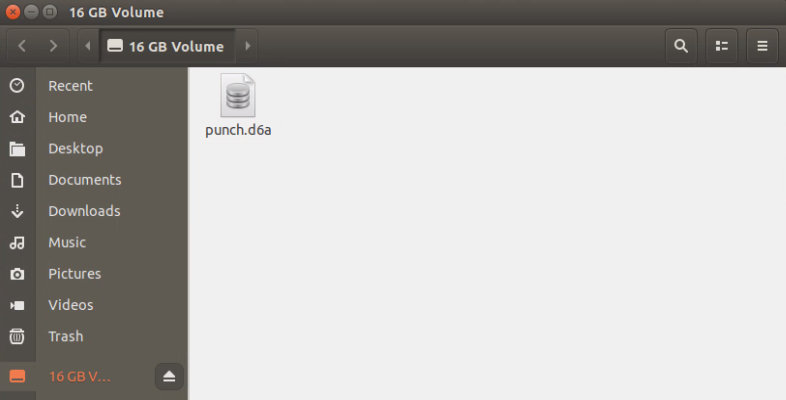 16 GB Volume
16 GB Volume
Recent
Home
Desktop
Documents
Downloads
Music
Pictures
Videos
Trash
16 GB V...
punch.d6a